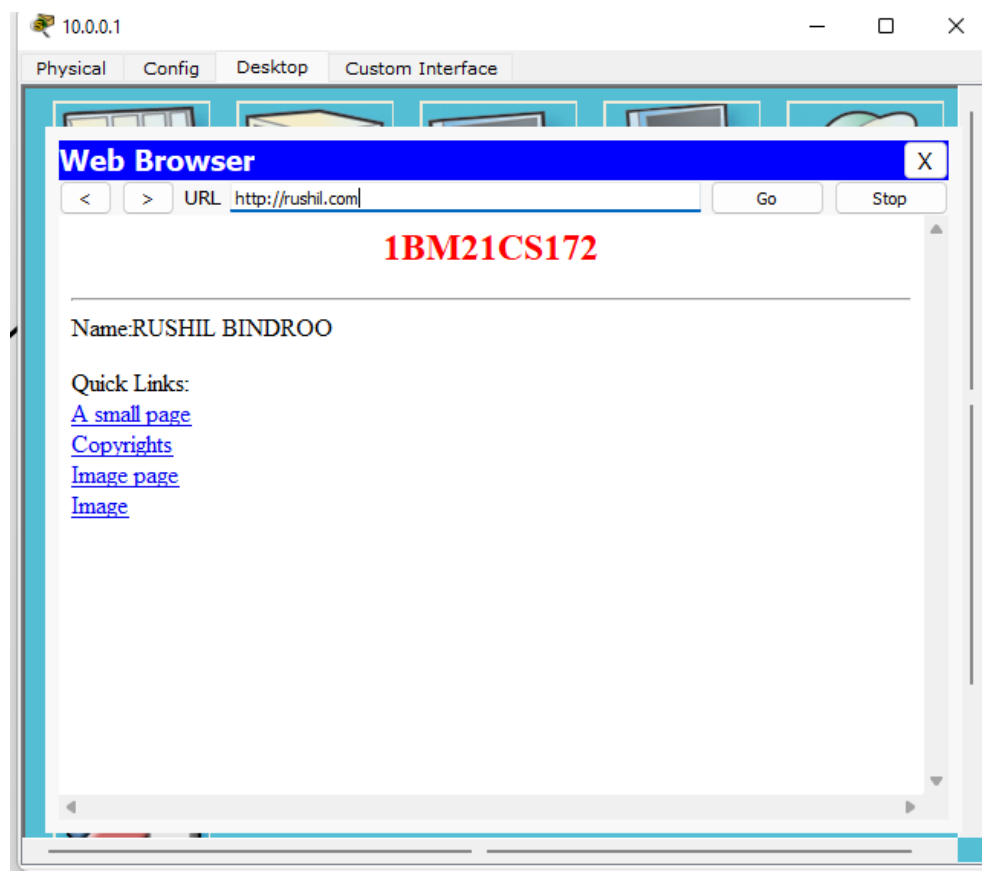 10.0.0.1
Physical Config Desktop Custom Interface
Web Browser X
< > URL http://rushil.com Go Stop
1BM21CS172
Name:RUSHIL BINDROO
Quick Links:
A small page
Copyrights
Image page
Image